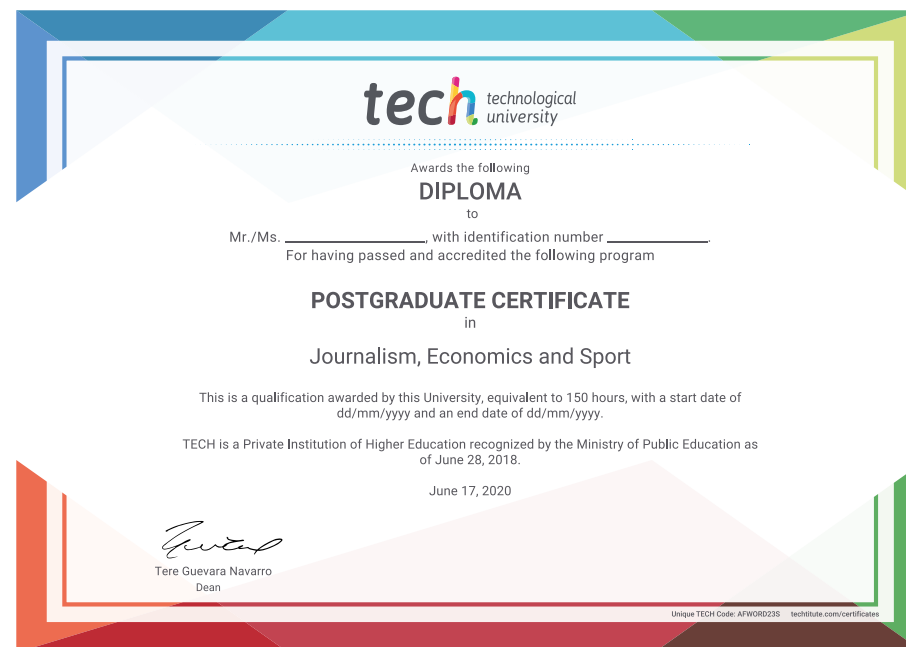 tech technological
university
Awards the following
DIPLOMA
to
Mr./Ms. ____________________, with identification number ______________.
For having passed and accredited the following program
POSTGRADUATE CERTIFICATE
in
Journalism, Economics and Sport
This is a qualification awarded by this University, equivalent to 150 hours, with a start date of
dd/mm/yyyy and an end date of dd/mm/yyyy.
TECH is a Private Institution of Higher Education recognized by the Ministry of Public Education as
of June 28, 2018.
June 17, 2020
Tere Guevara Navarro
Dean
Unique TECH Code: AFWORD23S techtitute.com/certificates